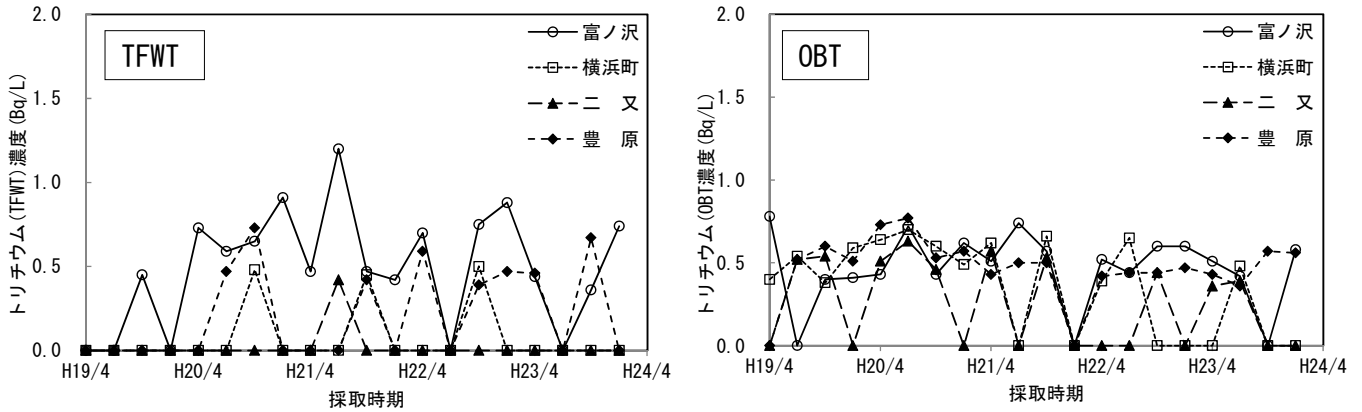 TFWT
富ノ沢
横浜町
二　又
豊　原
トリチウム(TFWT)濃度(Bq/L)
2.0
1.5
1.0
0.5
0.0
H19/4 H20/4 H21/4 H22/4 H23/4 H24/4
採取時期
OBT
富ノ沢
横浜町
二　又
豊　原
トリチウム(OBT濃度(Bq/L)
2.0
1.5
1.0
0.5
0.0
H19/4 H20/4 H21/4 H22/4 H23/4 H24/4
採取時期